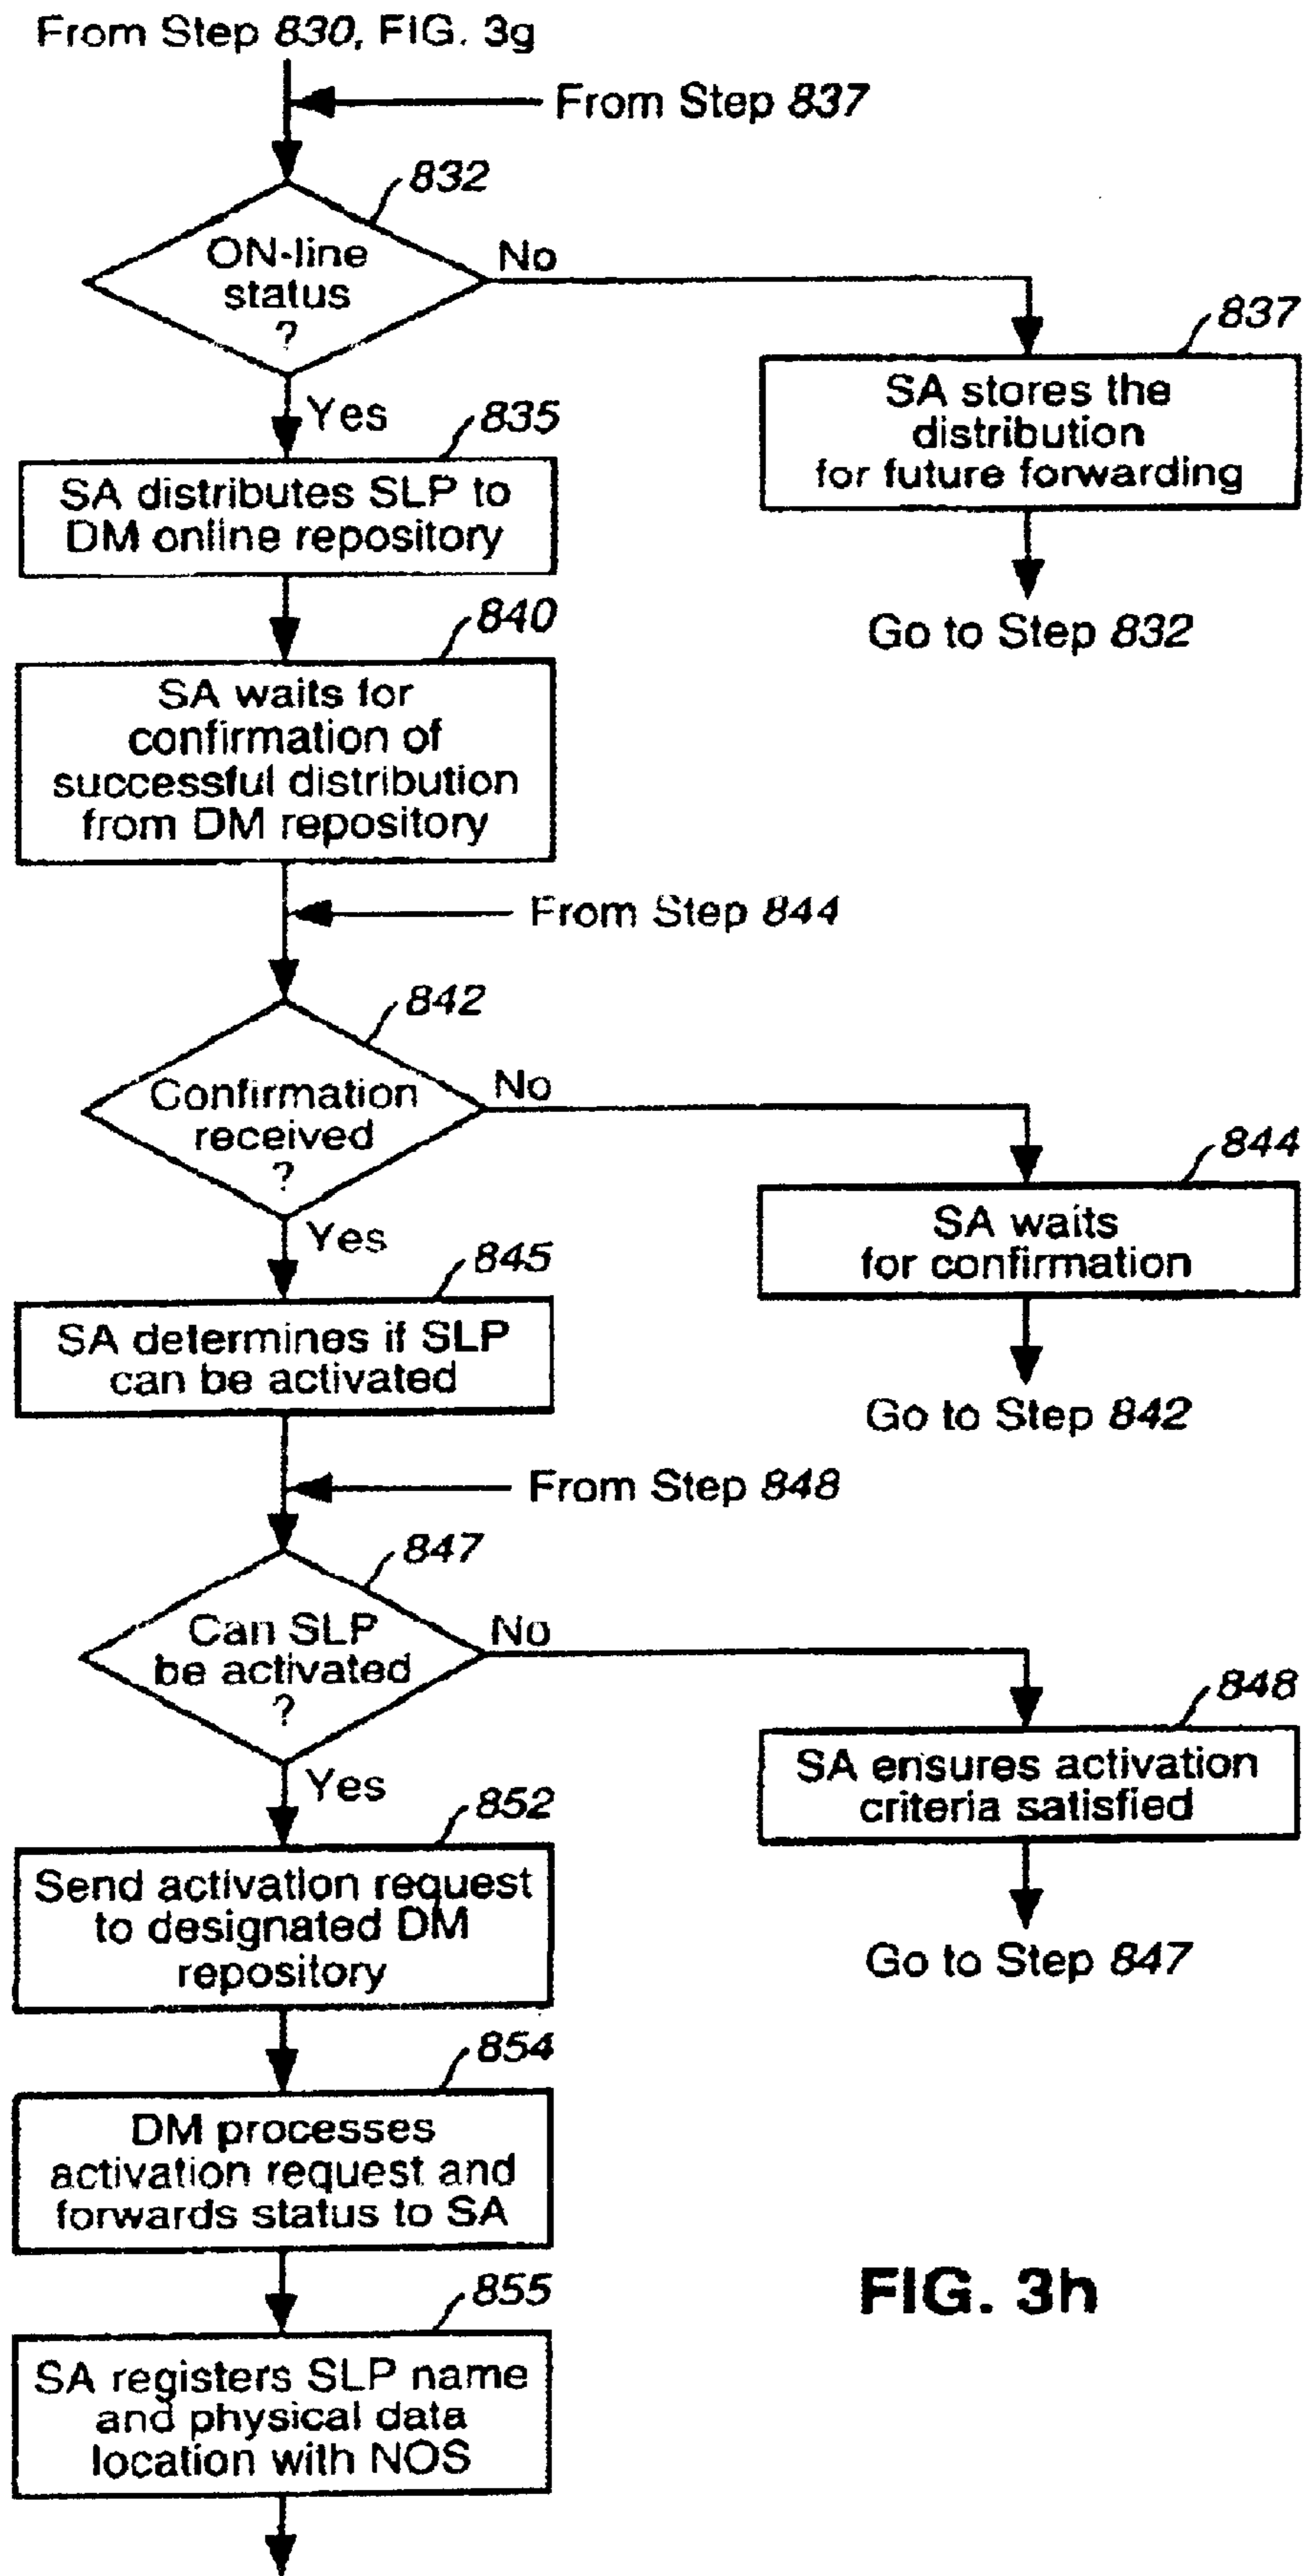 From Step 830, FIG. 3g
From Step 837
832
ON-line
status
?
No
Yes
837
SA stores the
distribution
for future forwarding
Go to Step 832
835
SA distributes SLP to
DM online repository
840
SA waits for
confirmation of
successful distribution
from DM repository
From Step 844
842
Confirmation
received
?
No
Yes
844
SA waits
for confirmation
Go to Step 842
845
SA determines if SLP
can be activated
From Step 848
847
Can SLP
be activated
?
No
Yes
848
SA ensures activation
criteria satisfied
Go to Step 847
852
Send activation request
to designated DM
repository
854
DM processes
activation request and
forwards status to SA
855
SA registers SLP name
and physical data
location with NOS
FIG. 3h